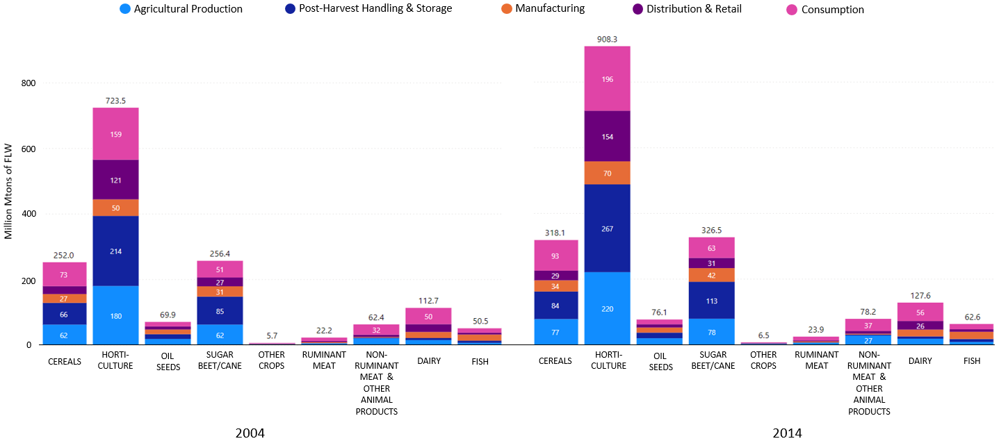 Agricultural Production
Post-Harvest Handling & Storage
Manufacturing
Distribution & Retail
Consumption
Million Mtons of FLW
800
600
400
200
0
252.0
73
27
66
62
723.5
159
121
50
214
180
69.9
256.4
51
27
31
85
62
5.7
22.2
62.4
32
112.7
50
50.5
CEREALS
HORTI-
CULTURE
OIL
SEEDS
SUGAR
BEET/CANE
OTHER
CROPS
RUMINANT
MEAT
NON-
RUMINANT
MEAT &
OTHER
ANIMAL
PRODUCTS
DAIRY
FISH
2004
318.1
93
29
34
84
77
908.3
196
154
70
267
220
76.1
326.5
63
31
42
113
78
6.5
23.9
78.2
37
27
127.6
56
26
62.6
CEREALS
HORTI-
CULTURE
OIL
SEEDS
SUGAR
BEET/CANE
OTHER
CROPS
RUMINANT
MEAT
NON-
RUMINANT
MEAT &
OTHER
ANIMAL
PRODUCTS
DAIRY
FISH
2014